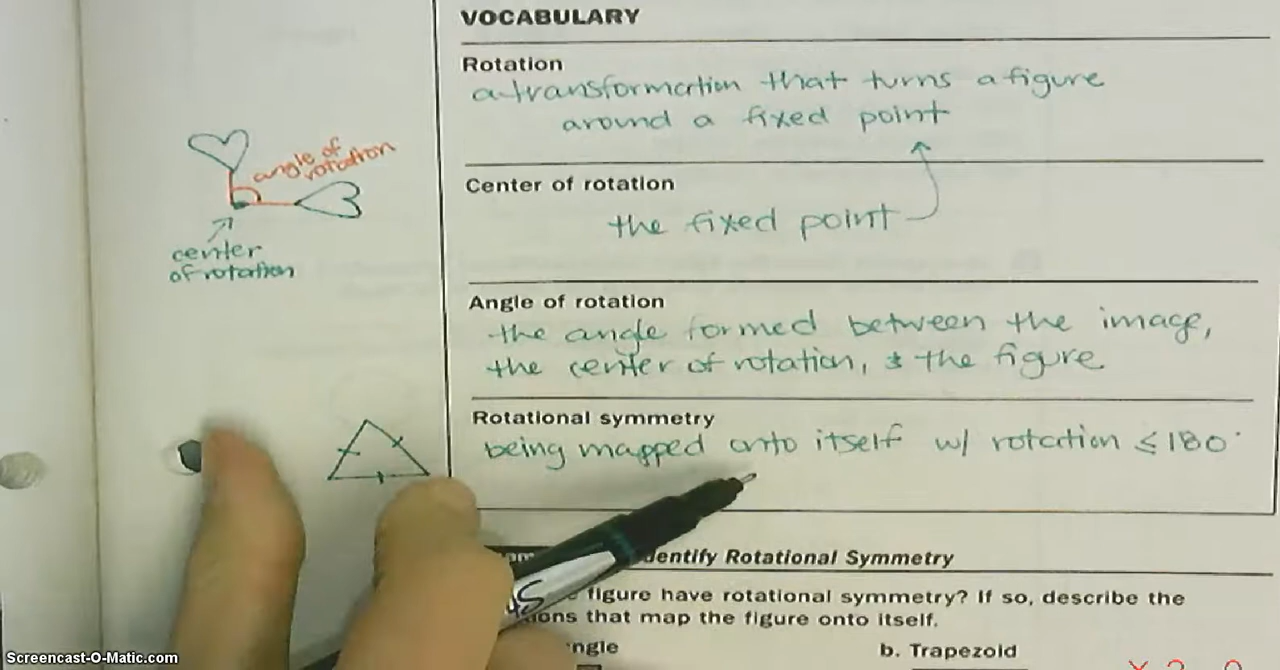 VOCABULARY
Rotation
a transformation that turns a figure
around a fixed point
angle of
rotation
Center of rotation
the fixed point
center
of rotation
Angle of rotation
the angle formed between the image,
the center of rotation, & the figure
Rotational symmetry
being mapped onto itself w/ rotation ≤ 180°
Identify Rotational Symmetry
figure have rotational symmetry? If so, describe the
that map the figure onto itself.
b. Trapezoid
Screencast-O-Matic.com